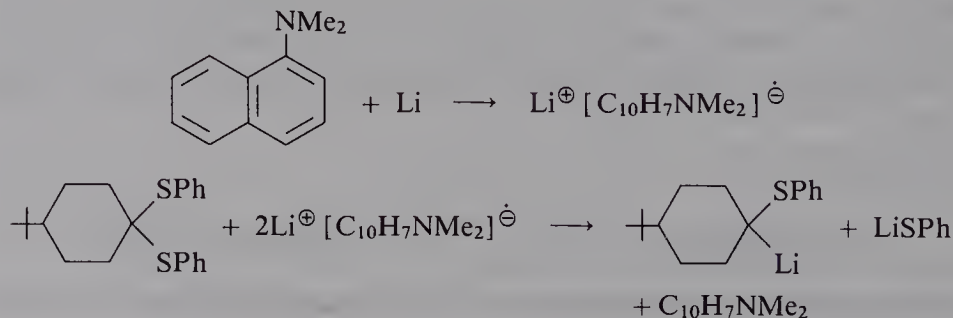 NMe₂
+ Li ⟶ Li⊕ [C₁₀H₇NMe₂]⊖̇
SPh SPh + 2Li⊕ [C₁₀H₇NMe₂]⊖̇ ⟶ SPh Li + LiSPh
+ C₁₀H₇NMe₂